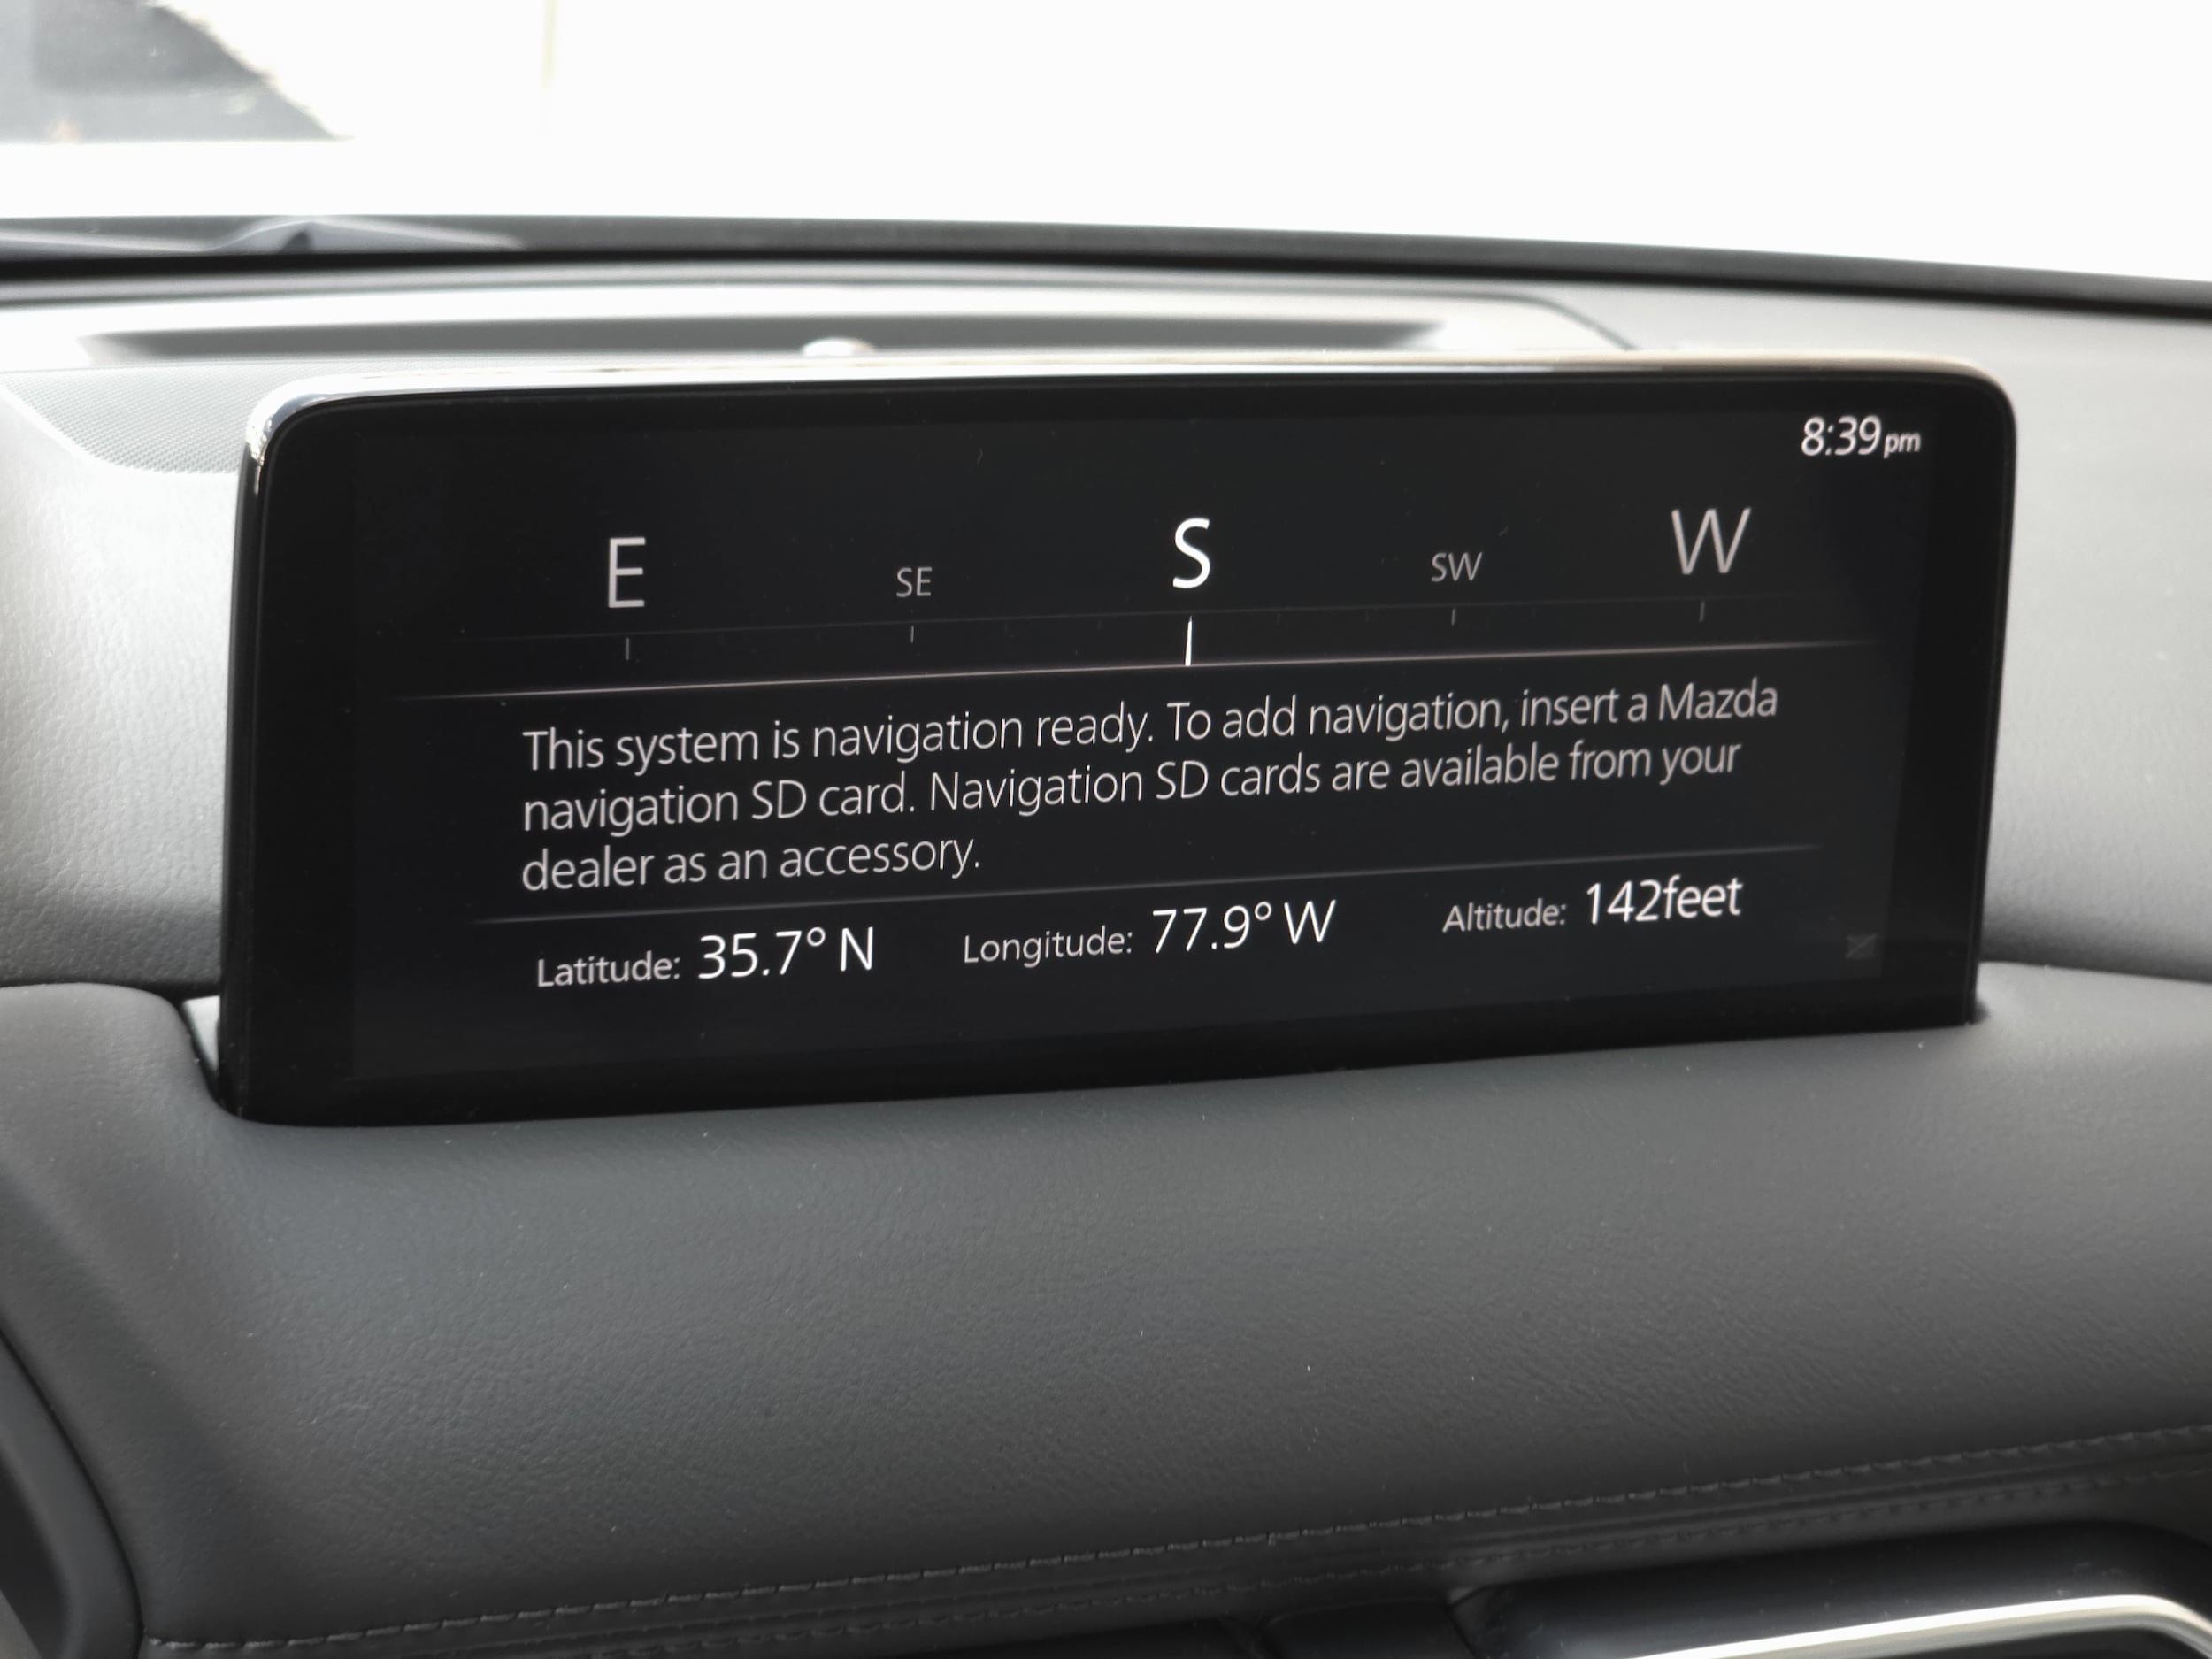 8:39pm
E SE S SW W
This system is navigation ready. To add navigation, insert a Mazda
navigation SD card. Navigation SD cards are available from your
dealer as an accessory.
Latitude: 35.7° N Longitude: 77.9° W Altitude: 142feet